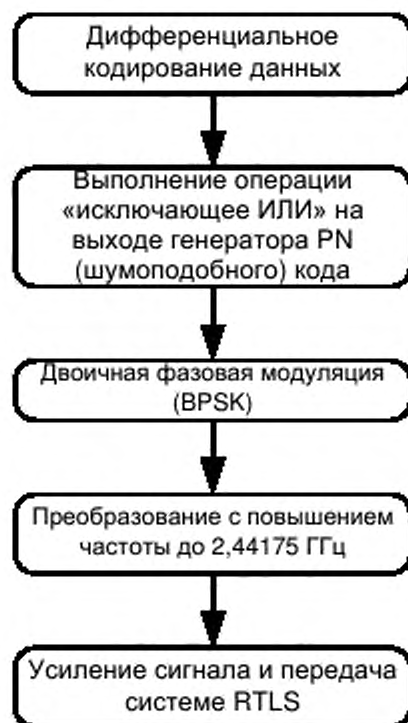 Дифференциальное
кодирование данных
Выполнение операции
«исключающее ИЛИ» на
выходе генератора PN
(шумоподобного) кода
Двоичная фазовая модуляция
(BPSK)
Преобразование с повышением
частоты до 2,44175 ГГц
Усиление сигнала и передача
системе RTLS